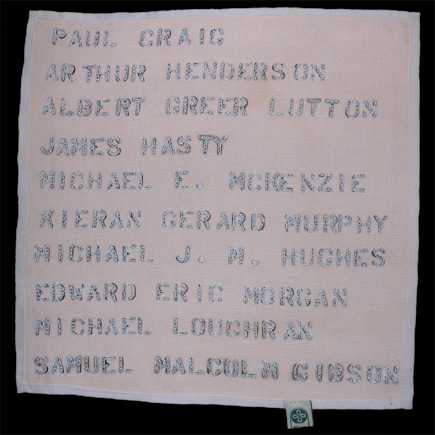 PAUL CRAIG
ARTHUR HENDERSON
ALBERT GREER LUTTON
JAMES HASTY
MICHAEL E. MCKENZIE
KIERAN GERARD MURPHY
MICHAEL J. M. HUGHES
EDWARD ERIC MORGAN
MICHAEL LOUGHRAN
SAMUEL MALCOLM GIBSON